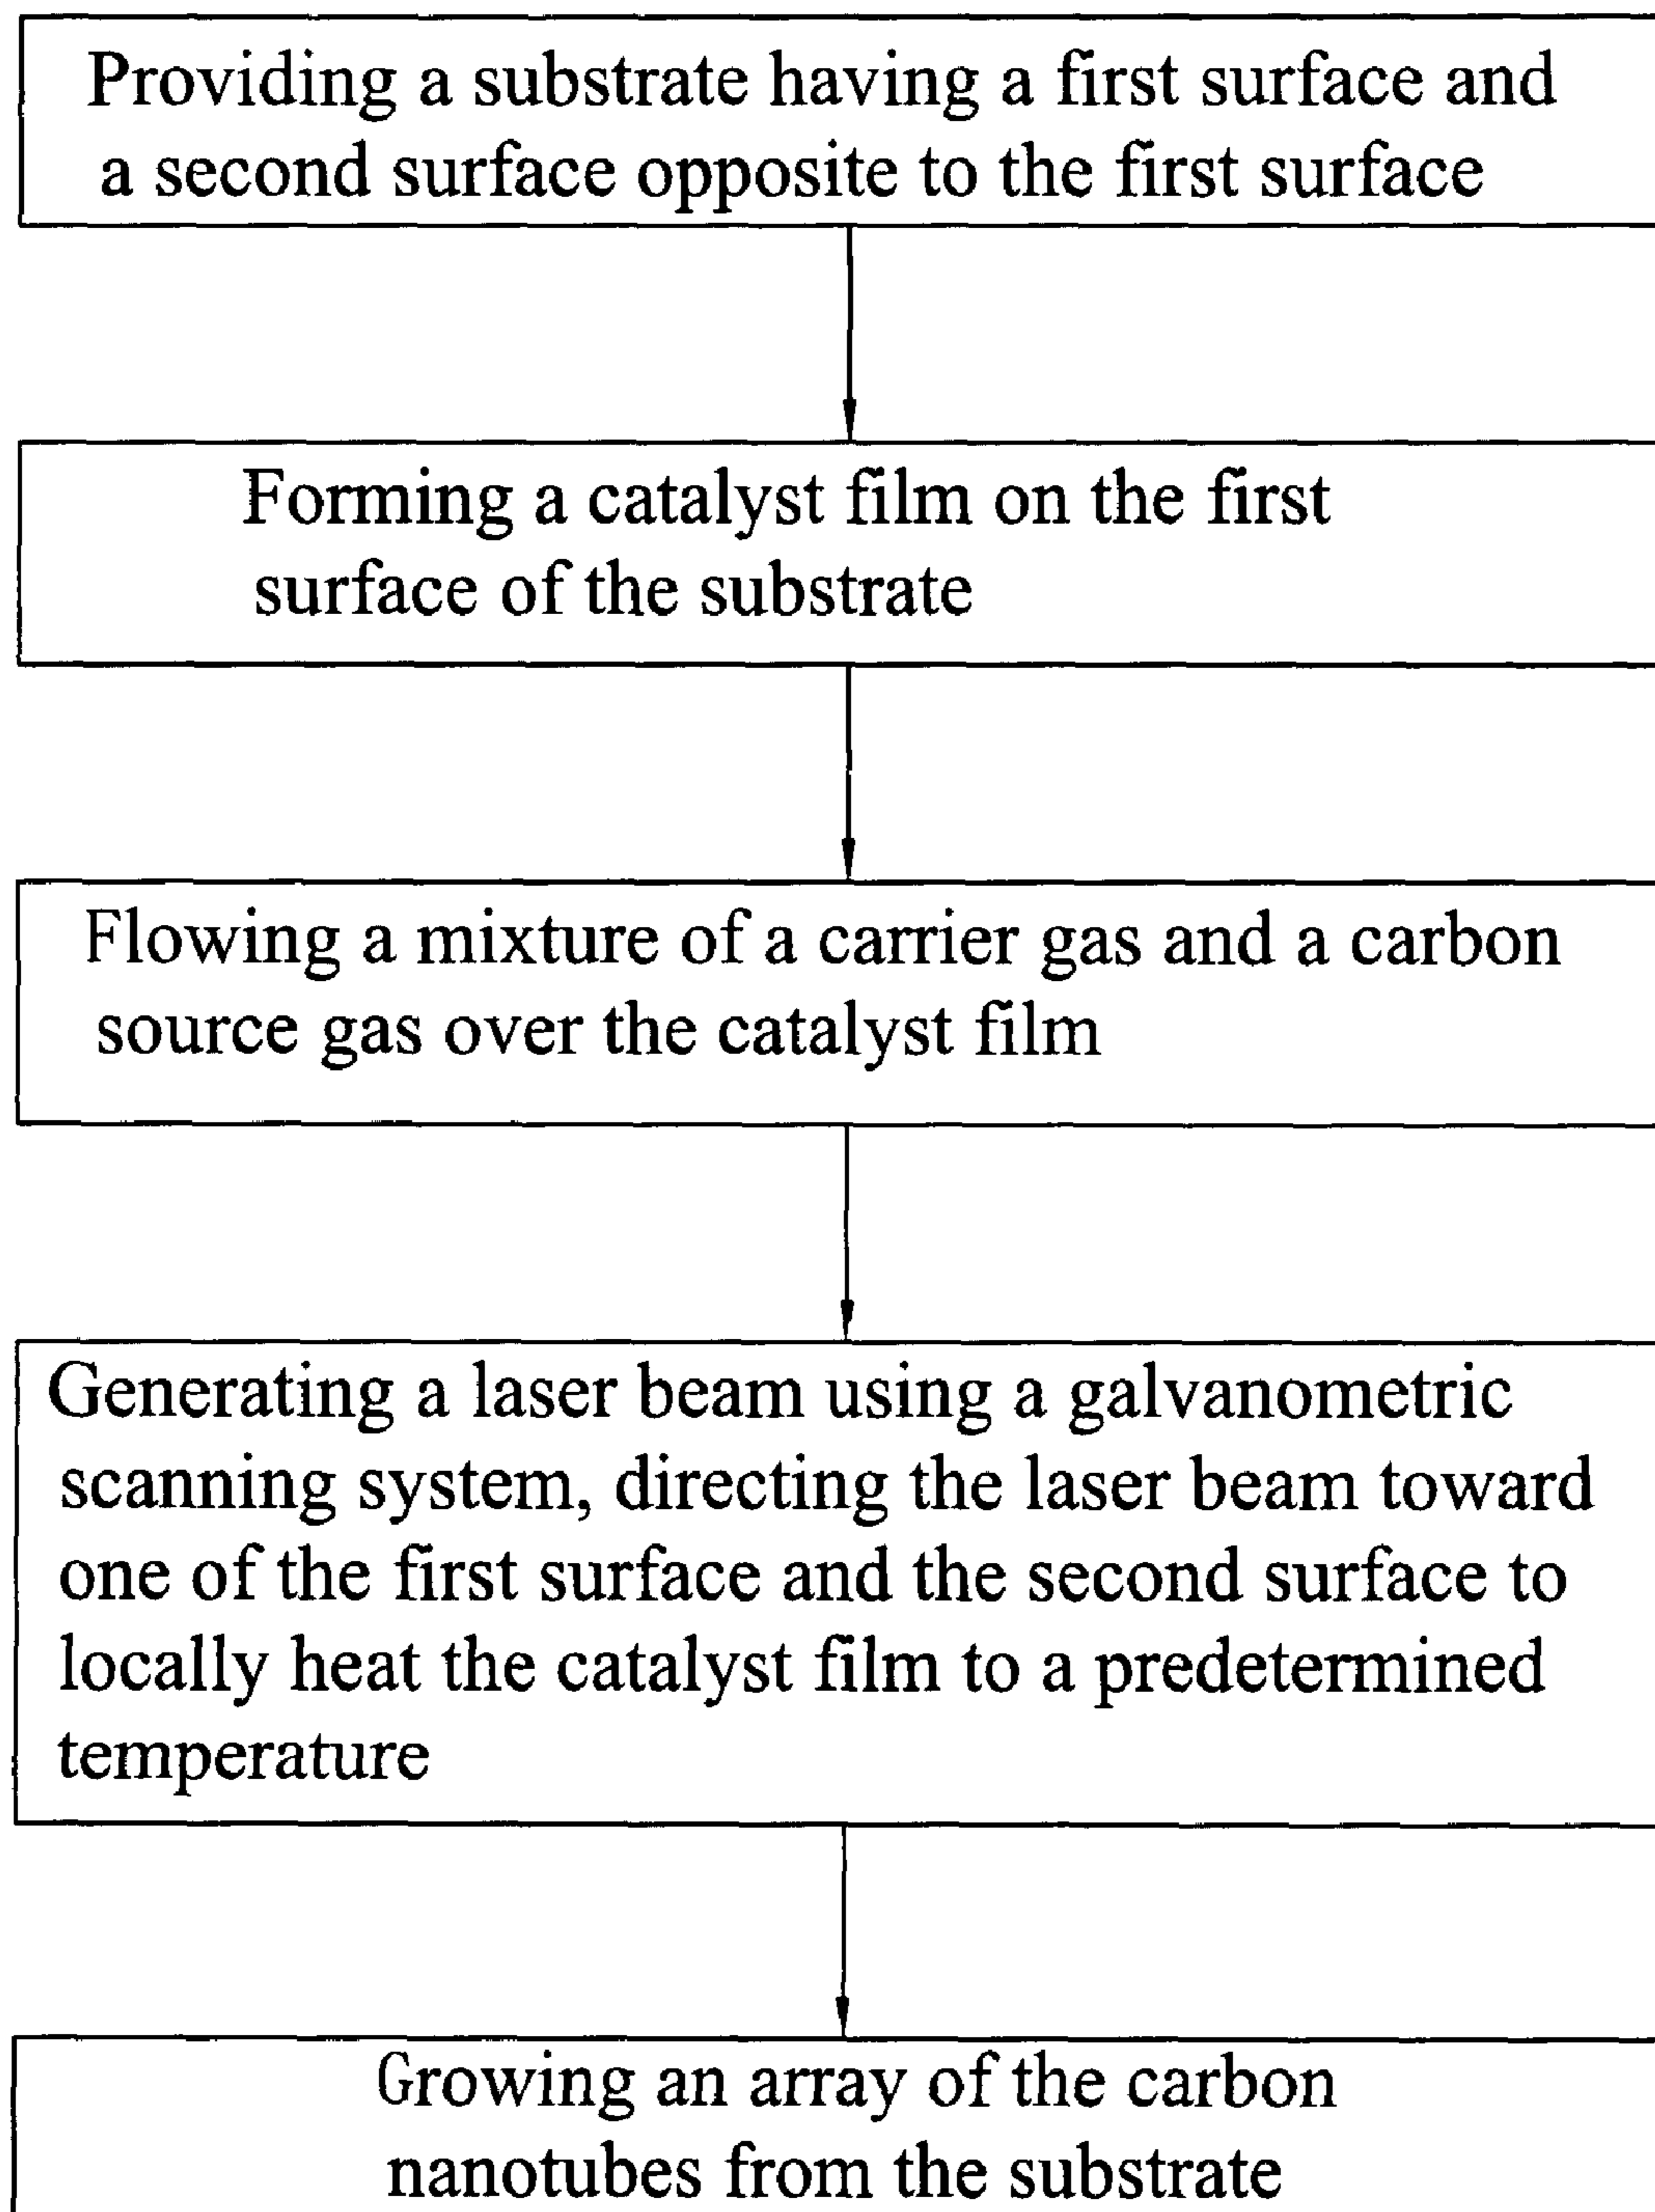 Providing a substrate having a first surface and
a second surface opposite to the first surface
Forming a catalyst film on the first
surface of the substrate
Flowing a mixture of a carrier gas and a carbon
source gas over the catalyst film
Generating a laser beam using a galvanometric
scanning system, directing the laser beam toward
one of the first surface and the second surface to
locally heat the catalyst film to a predetermined
temperature
Growing an array of the carbon
nanotubes from the substrate